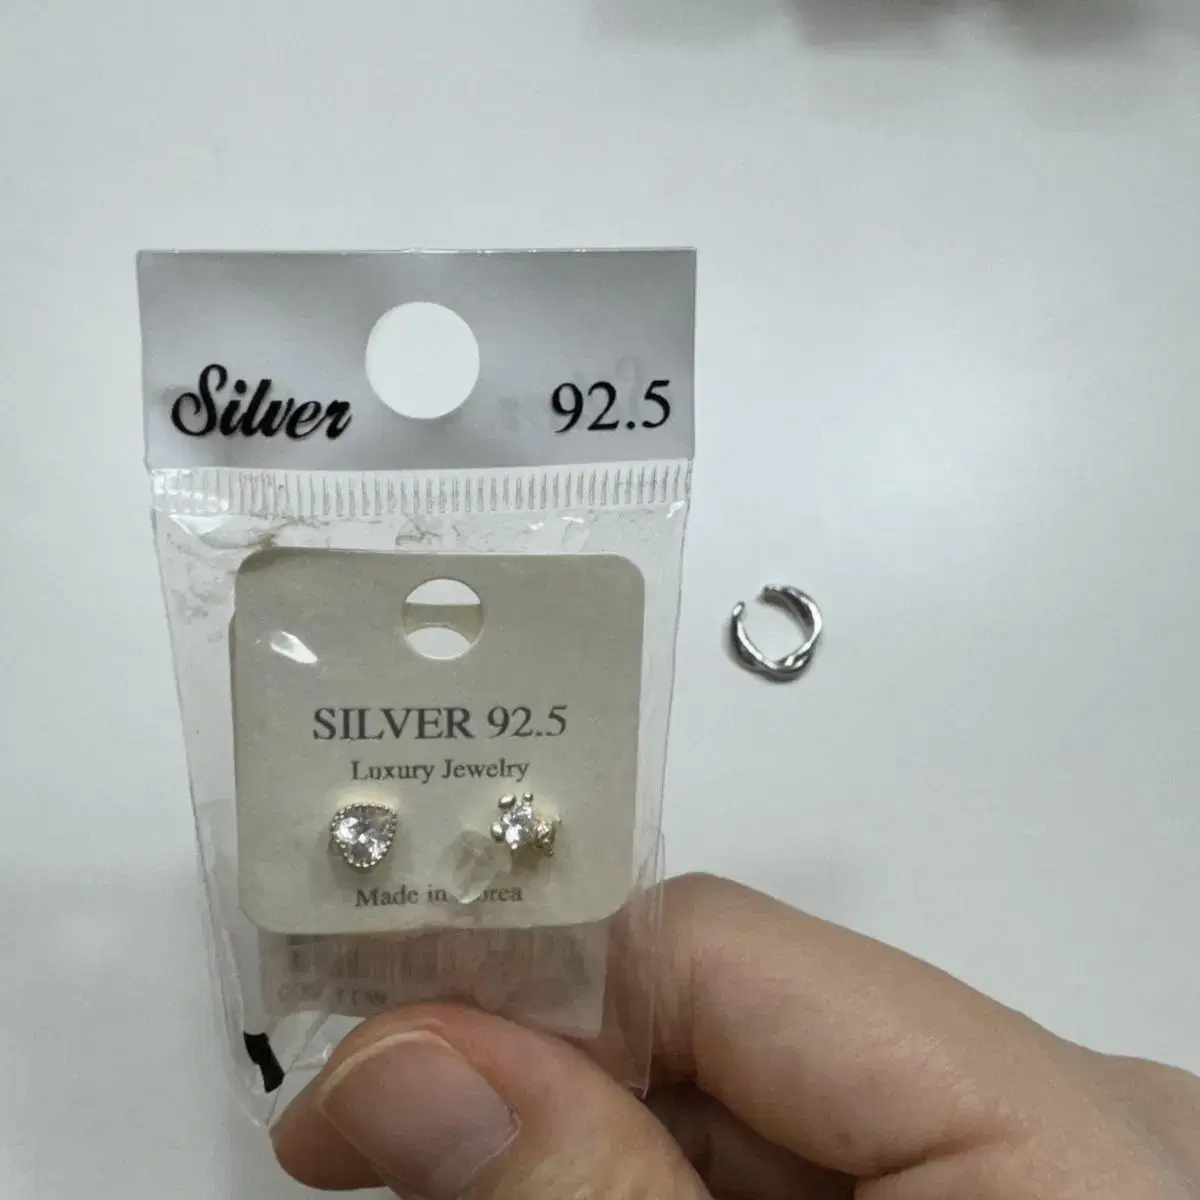 Silver 92.5
SILVER 92.5
Luxury Jewelry
Made in